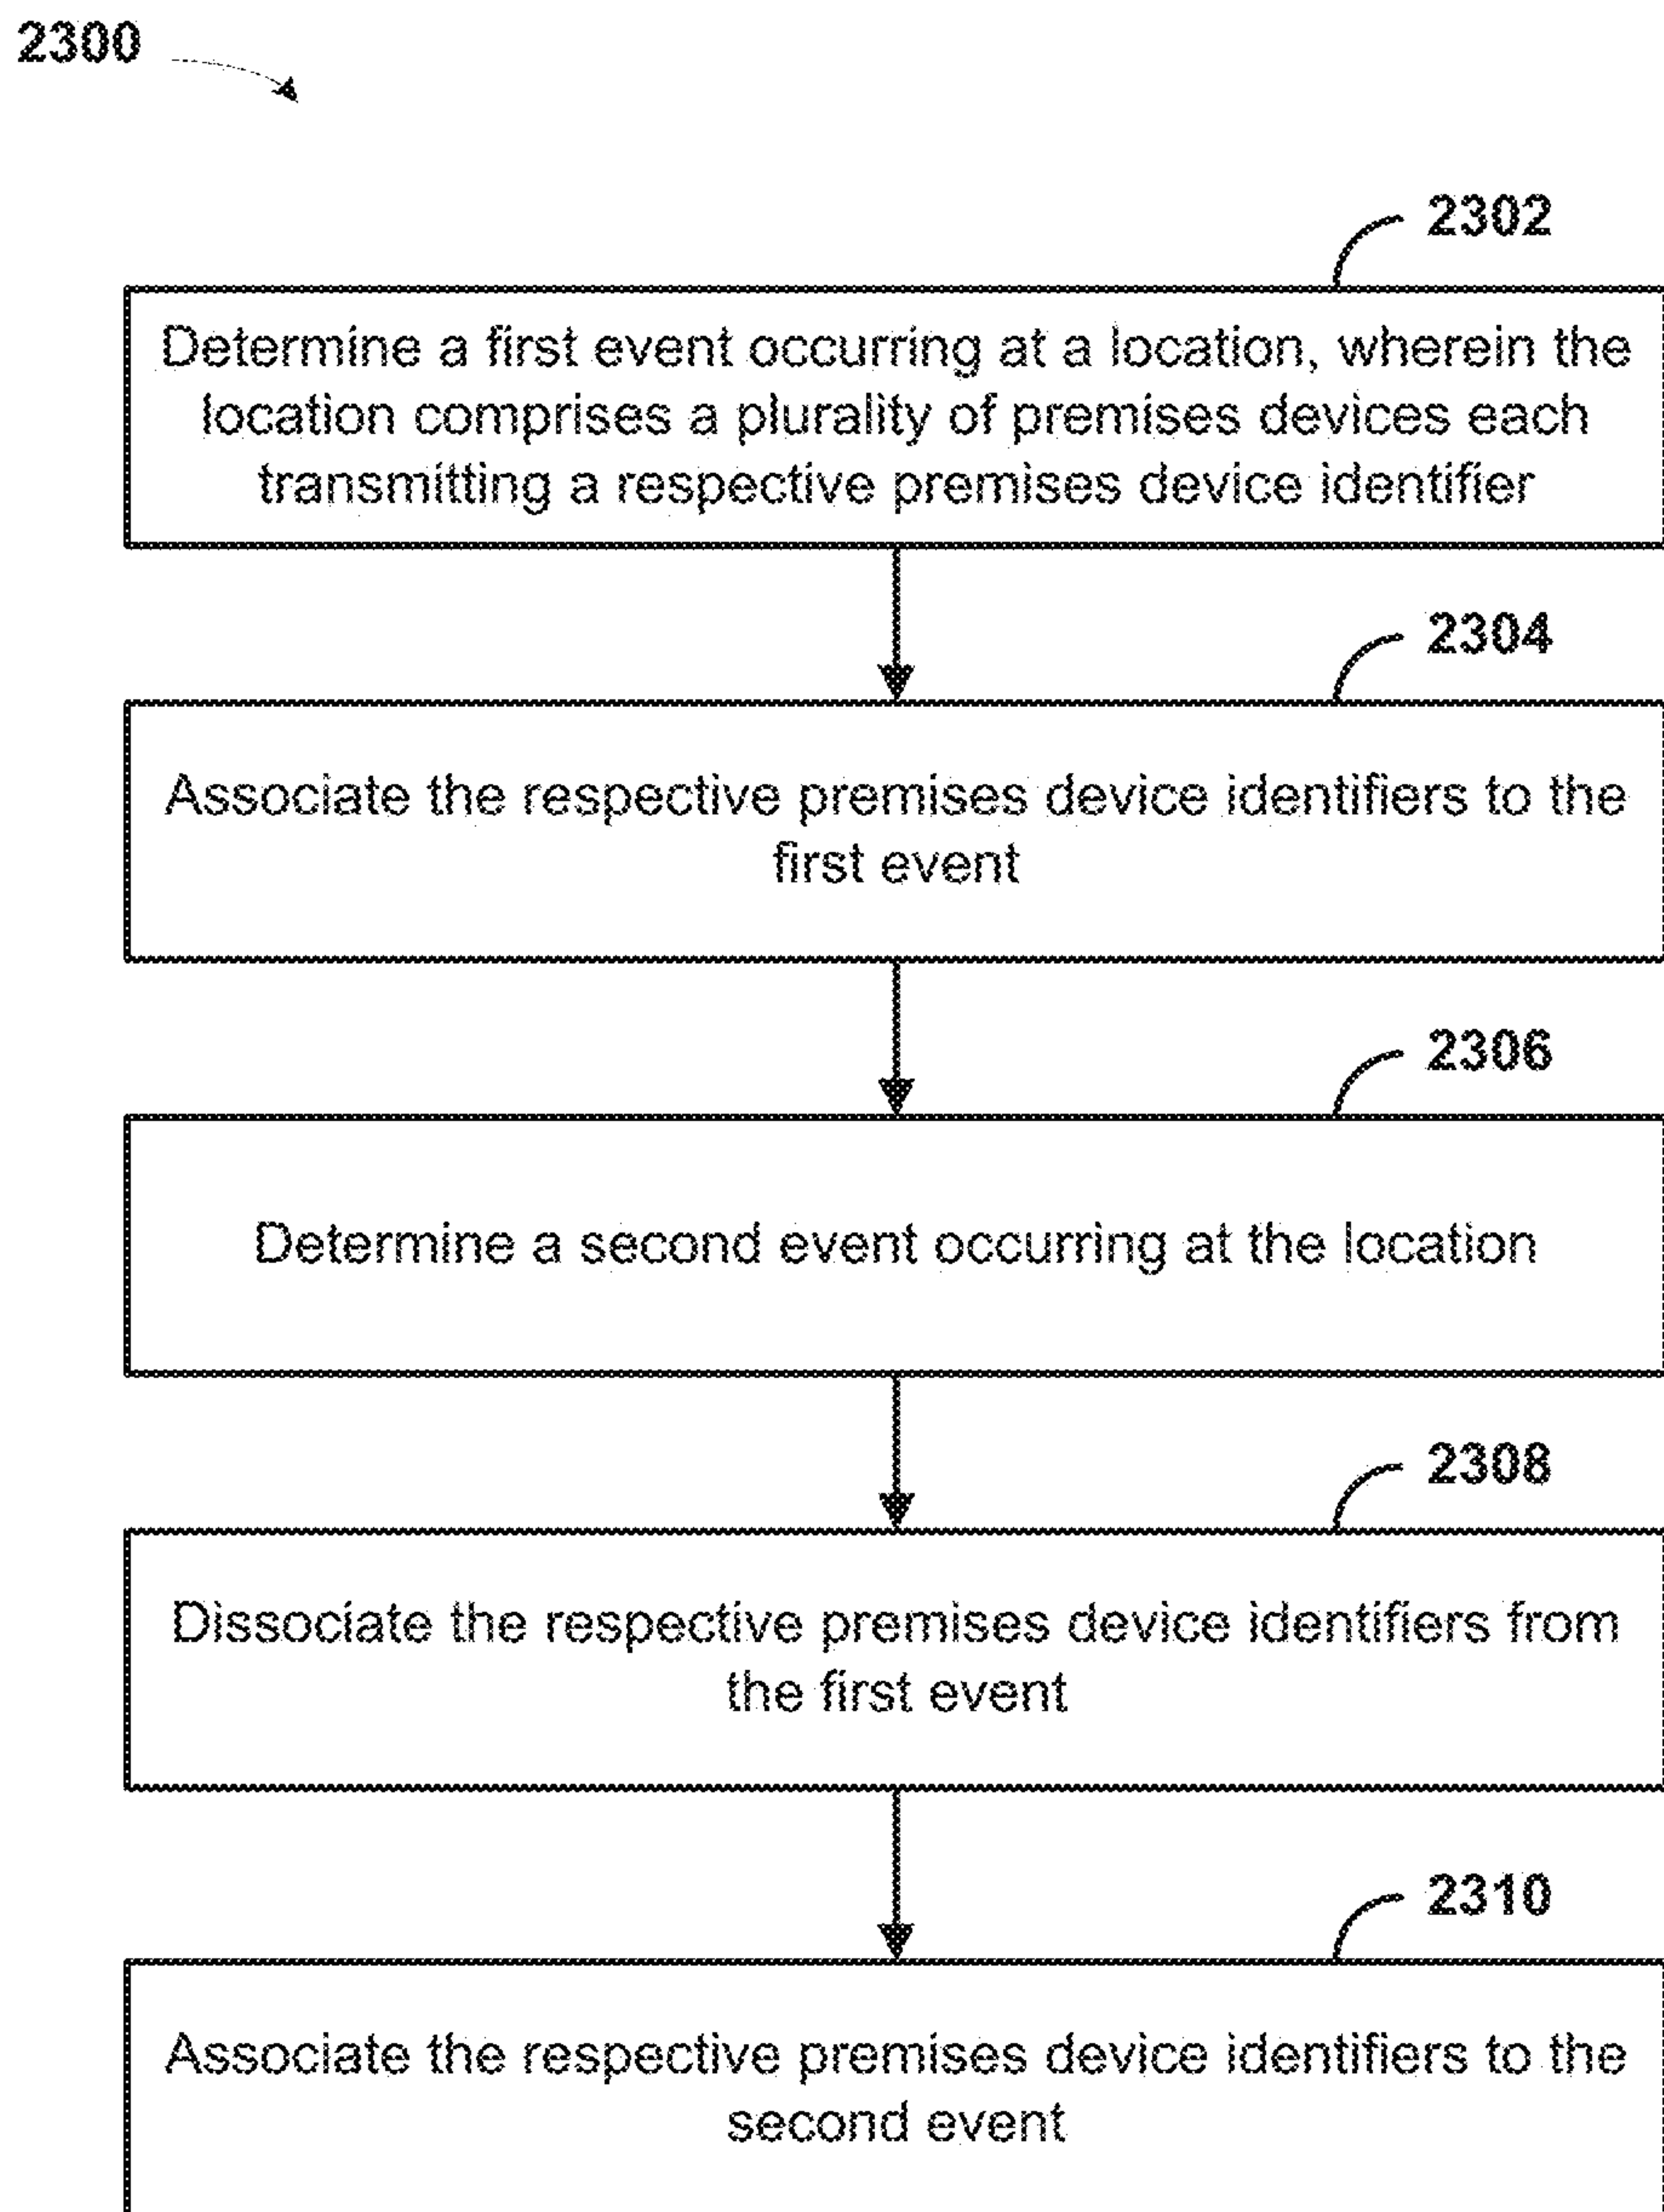 2300
2302
Determine a first event occurring at a location, wherein the
location comprises a plurality of premises devices each
transmitting a respective premises device identifier
2304
Associate the respective premises device identifiers to the
first event
2306
Determine a second event occurring at the location
2308
Dissociate the respective premises device identifiers from
the first event
2310
Associate the respective premises device identifiers to the
second event